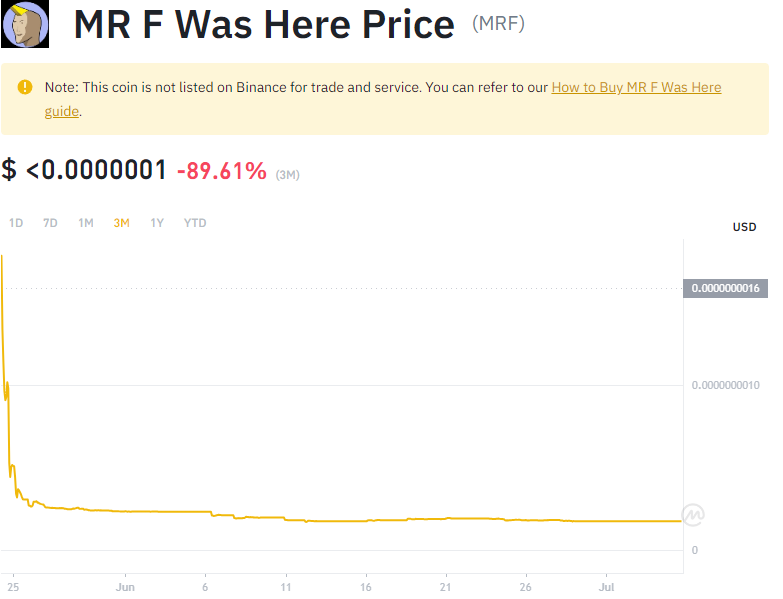 MR F Was Here Price (MRF)
Note: This coin is not listed on Binance for trade and service. You can refer to our How to Buy MR F Was Here
guide.
$ <0.0000001 -89.61% (3M)
1D 7D 1M 3M 1Y YTD
USD
0.0000000016
0.0000000010
0
25 Jun 6 11 16 21 26 Jul